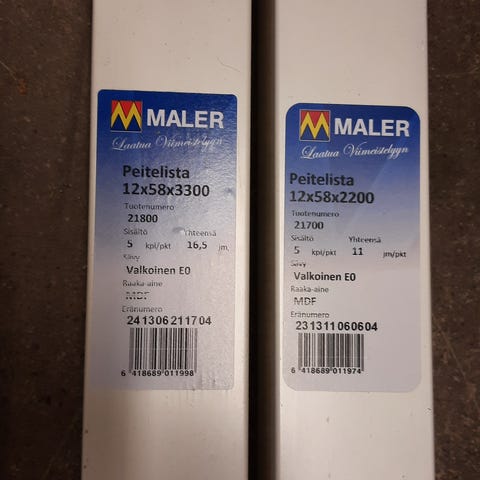 MALER
Laatua Viimeistelyyn
Peitelista
12x58x3300
Tuotenumero
21800
Sisältö Yhteensä
5 kpl/pkt 16,5 jm,
Sävy
Valkoinen E0
Raaka-aine
MDF
Eränumero
241306211704
6 418689 011998
MALER
Laatua Viimeistelyyn
Peitelista
12x58x2200
Tuotenumero
21700
Sisältö Yhteensä
5 kpl/pkt 11 jm/pkt
Sävy
Valkoinen E0
Raaka-aine
MDF
Eränumero
231311060604
6 418689 011974